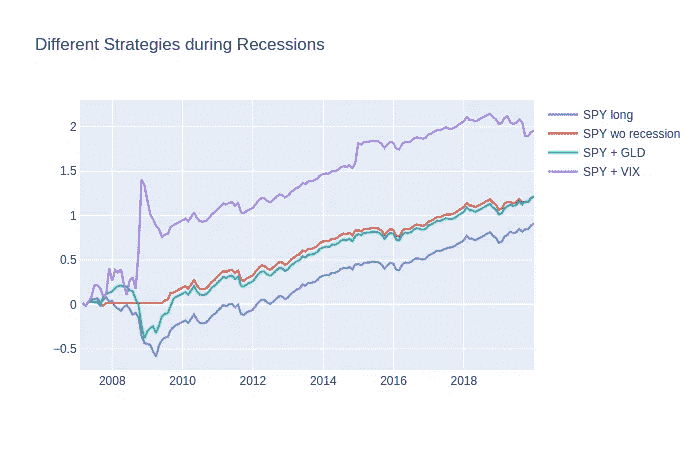 Different Strategies during Recessions
SPY long
SPY wo recession
SPY + GLD
SPY + VIX
2
1.5
1
0.5
0
−0.5
2008 2010 2012 2014 2016 2018